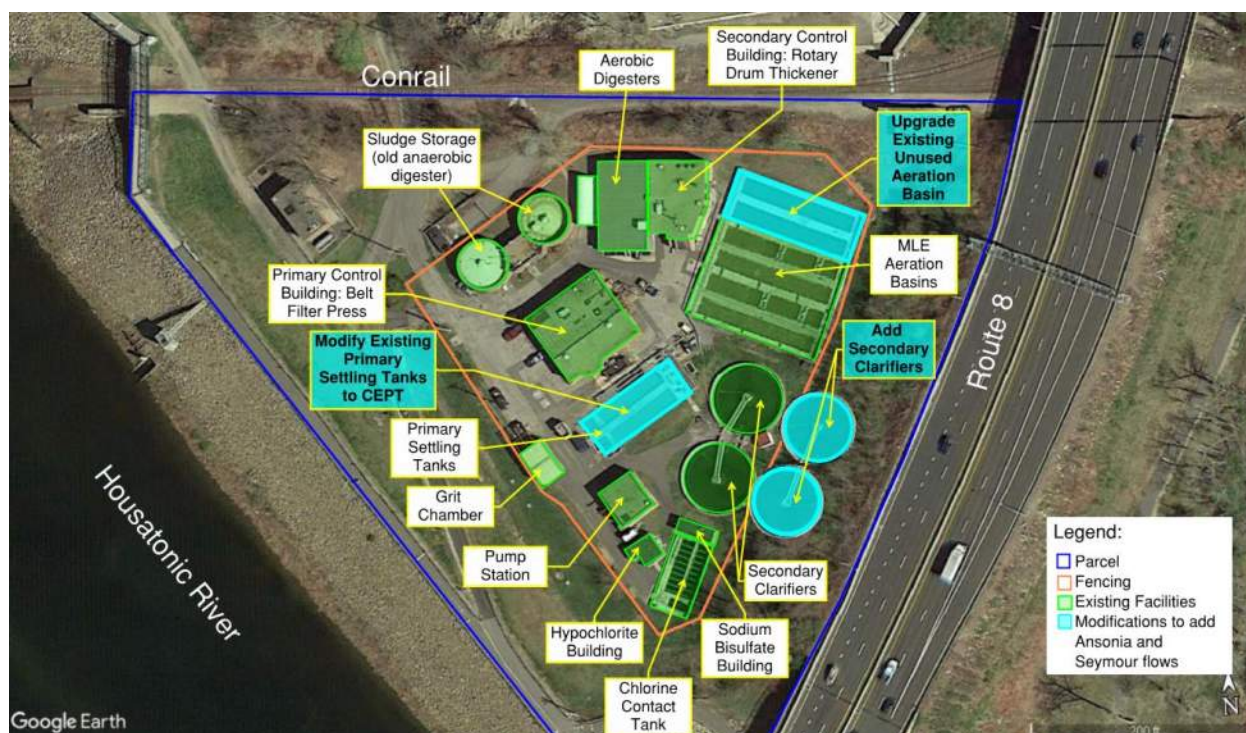 Conrail
Aerobic
Digesters
Secondary Control
Building: Rotary
Drum Thickener
Upgrade
Existing
Unused
Aeration
Basin
Sludge Storage
(old anaerobic
digester)
MLE
Aeration
Basins
Primary Control
Building: Belt
Filter Press
Modify Existing
Primary
Settling Tanks
to CEPT
Add
Secondary
Clarifiers
Route 8
Primary
Settling
Tanks
Grit
Chamber
Housatonic River
Pump
Station
Secondary
Clarifiers
Hypochlorite
Building
Sodium
Bisulfate
Building
Chlorine
Contact
Tank
Legend:
Parcel
Fencing
Existing Facilities
Modifications to add
Ansonia and
Seymour flows
N
Google Earth
200 ft